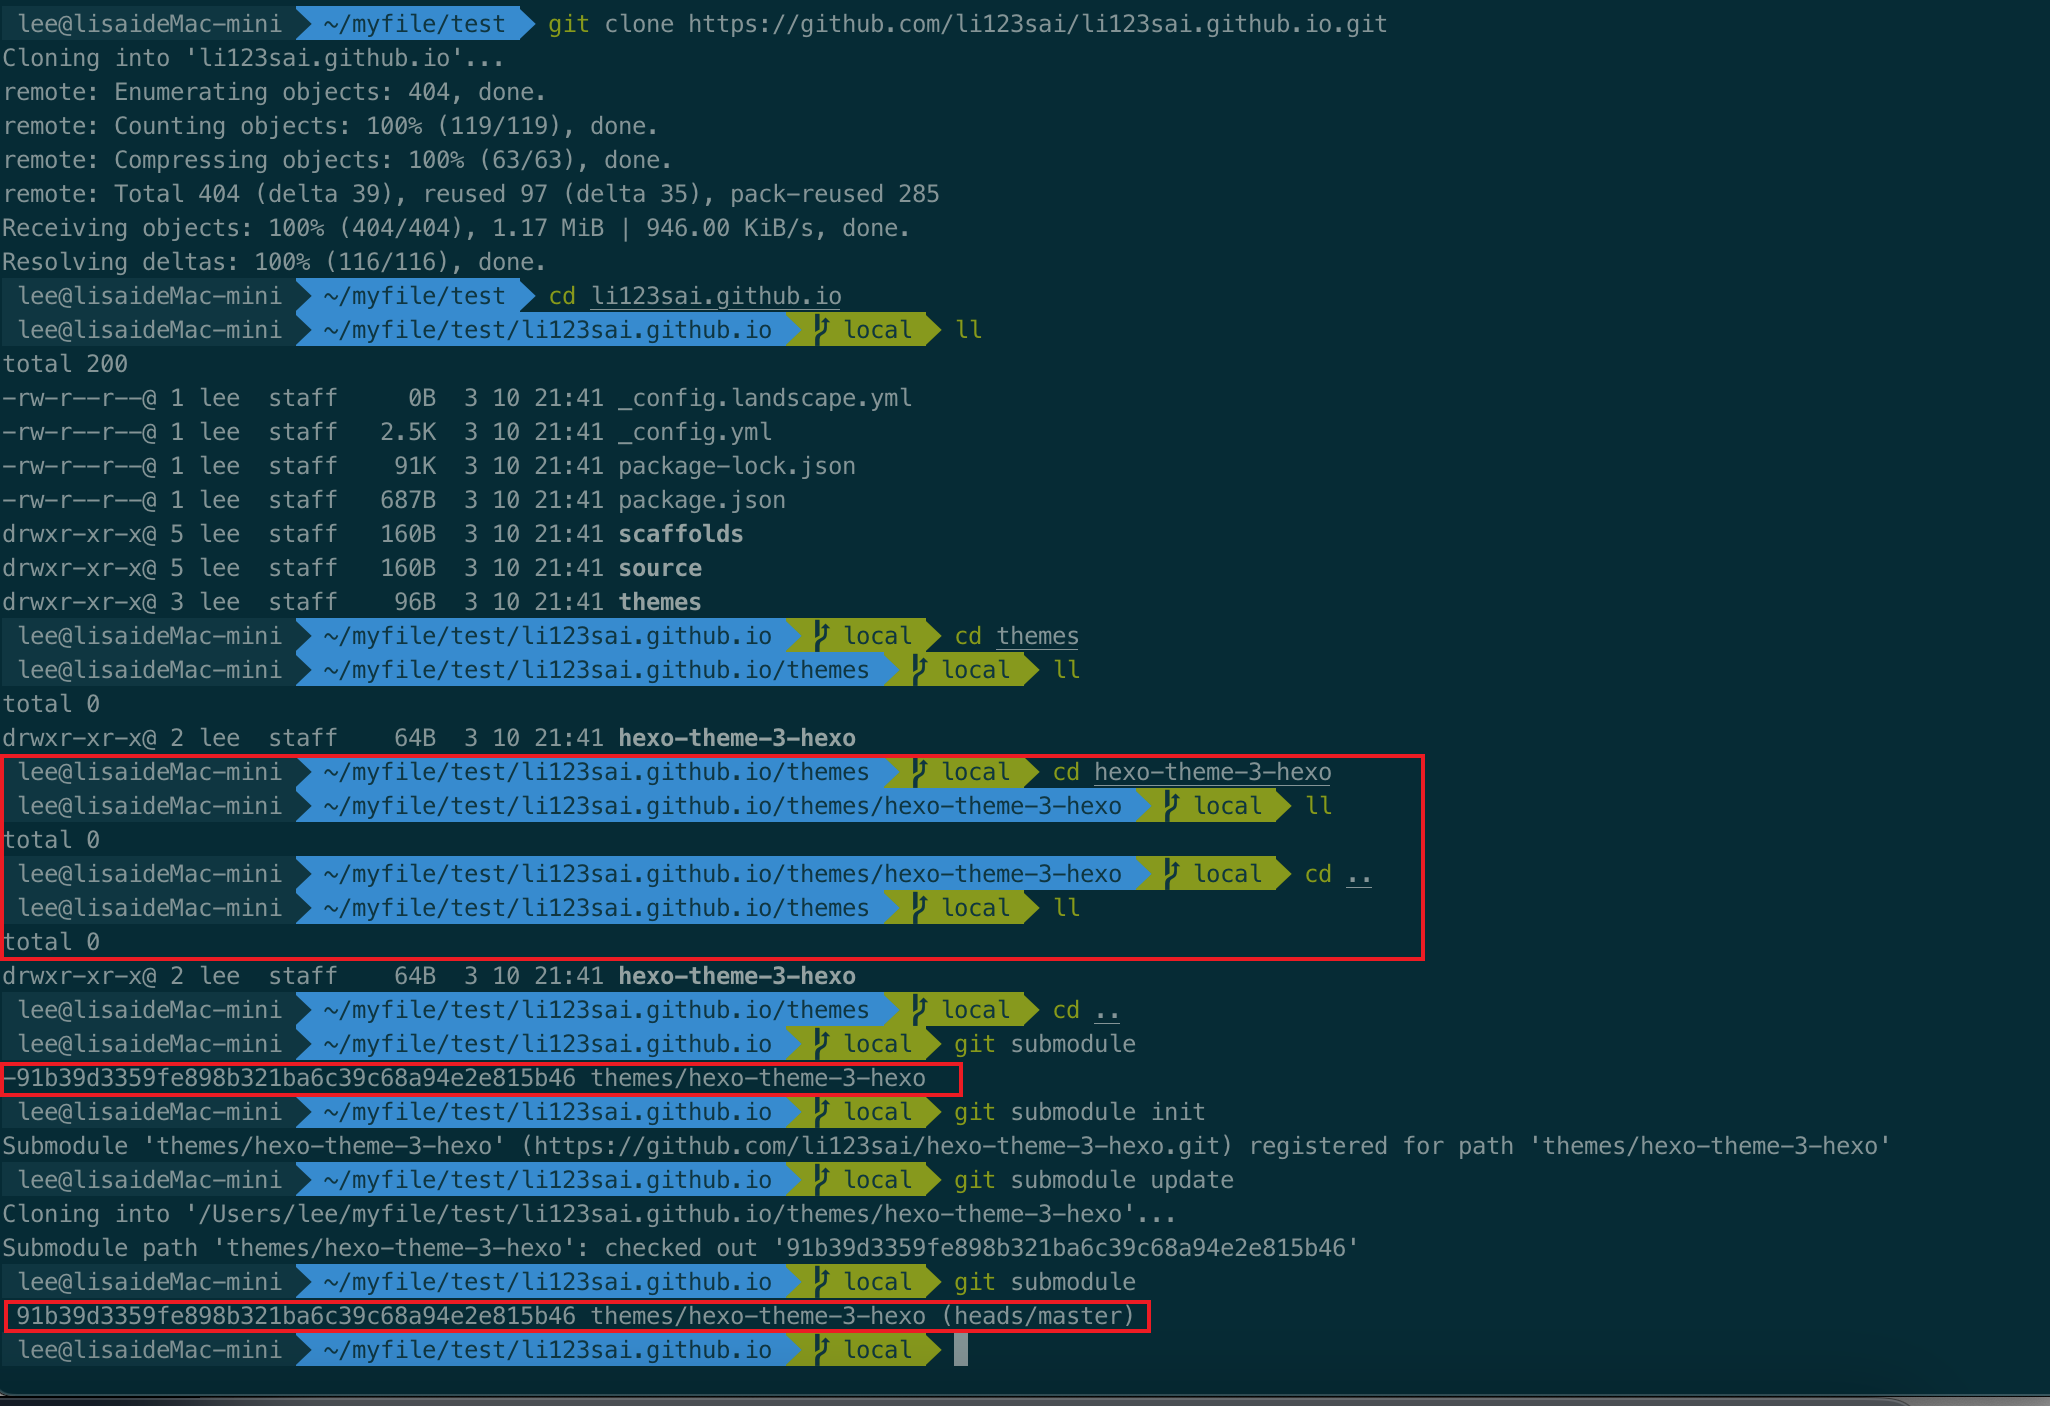 lee@lisaideMac-mini ~/myfile/test git clone https://github.com/li123sai/li123sai.github.io.git
Cloning into 'li123sai.github.io'...
remote: Enumerating objects: 404, done.
remote: Counting objects: 100% (119/119), done.
remote: Compressing objects: 100% (63/63), done.
remote: Total 404 (delta 39), reused 97 (delta 35), pack-reused 285
Receiving objects: 100% (404/404), 1.17 MiB | 946.00 KiB/s, done.
Resolving deltas: 100% (116/116), done.
lee@lisaideMac-mini ~/myfile/test cd li123sai.github.io
lee@lisaideMac-mini ~/myfile/test/li123sai.github.io local ll
total 200
-rw-r--r--@ 1 lee  staff     0B  3 10 21:41 _config.landscape.yml
-rw-r--r--@ 1 lee  staff   2.5K  3 10 21:41 _config.yml
-rw-r--r--@ 1 lee  staff    91K  3 10 21:41 package-lock.json
-rw-r--r--@ 1 lee  staff   687B  3 10 21:41 package.json
drwxr-xr-x@ 5 lee  staff   160B  3 10 21:41 scaffolds
drwxr-xr-x@ 5 lee  staff   160B  3 10 21:41 source
drwxr-xr-x@ 3 lee  staff    96B  3 10 21:41 themes
lee@lisaideMac-mini ~/myfile/test/li123sai.github.io local cd themes
lee@lisaideMac-mini ~/myfile/test/li123sai.github.io/themes local ll
total 0
drwxr-xr-x@ 2 lee  staff    64B  3 10 21:41 hexo-theme-3-hexo
lee@lisaideMac-mini ~/myfile/test/li123sai.github.io/themes local cd hexo-theme-3-hexo
lee@lisaideMac-mini ~/myfile/test/li123sai.github.io/themes/hexo-theme-3-hexo local ll
total 0
lee@lisaideMac-mini ~/myfile/test/li123sai.github.io/themes/hexo-theme-3-hexo local cd ..
lee@lisaideMac-mini ~/myfile/test/li123sai.github.io/themes local ll
total 0
drwxr-xr-x@ 2 lee  staff    64B  3 10 21:41 hexo-theme-3-hexo
lee@lisaideMac-mini ~/myfile/test/li123sai.github.io/themes local cd ..
lee@lisaideMac-mini ~/myfile/test/li123sai.github.io local git submodule
-91b39d3359fe898b321ba6c39c68a94e2e815b46 themes/hexo-theme-3-hexo
lee@lisaideMac-mini ~/myfile/test/li123sai.github.io local git submodule init
Submodule 'themes/hexo-theme-3-hexo' (https://github.com/li123sai/hexo-theme-3-hexo.git) registered for path 'themes/hexo-theme-3-hexo'
lee@lisaideMac-mini ~/myfile/test/li123sai.github.io local git submodule update
Cloning into '/Users/lee/myfile/test/li123sai.github.io/themes/hexo-theme-3-hexo'...
Submodule path 'themes/hexo-theme-3-hexo': checked out '91b39d3359fe898b321ba6c39c68a94e2e815b46'
lee@lisaideMac-mini ~/myfile/test/li123sai.github.io local git submodule
91b39d3359fe898b321ba6c39c68a94e2e815b46 themes/hexo-theme-3-hexo (heads/master)
lee@lisaideMac-mini ~/myfile/test/li123sai.github.io local